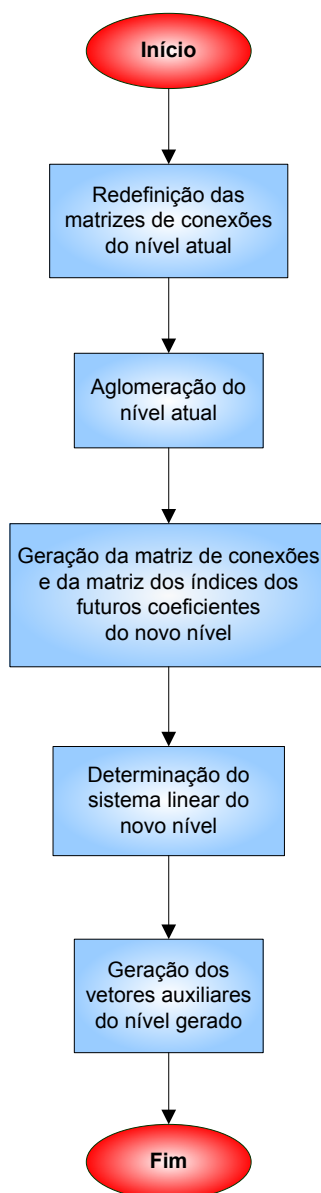 Início
Redefinição das
matrizes de conexões
do nível atual
Aglomeração do
nível atual
Geração da matriz de conexões
e da matriz dos índices dos
futuros coeficientes
do novo nível
Determinação do
sistema linear do
novo nível
Geração dos
vetores auxiliares
do nível gerado
Fim